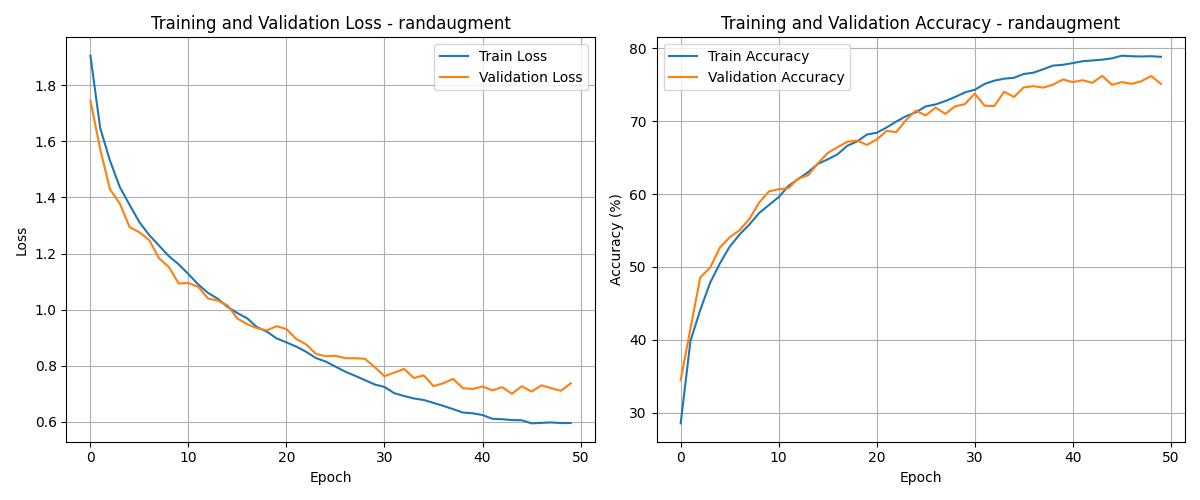 Training and Validation Loss - randaugment
Train Loss
Validation Loss
Loss
1.8
1.6
1.4
1.2
1.0
0.8
0.6
0 10 20 30 40 50
Epoch
Training and Validation Accuracy - randaugment
Train Accuracy
Validation Accuracy
Accuracy (%)
80
70
60
50
40
30
0 10 20 30 40 50
Epoch